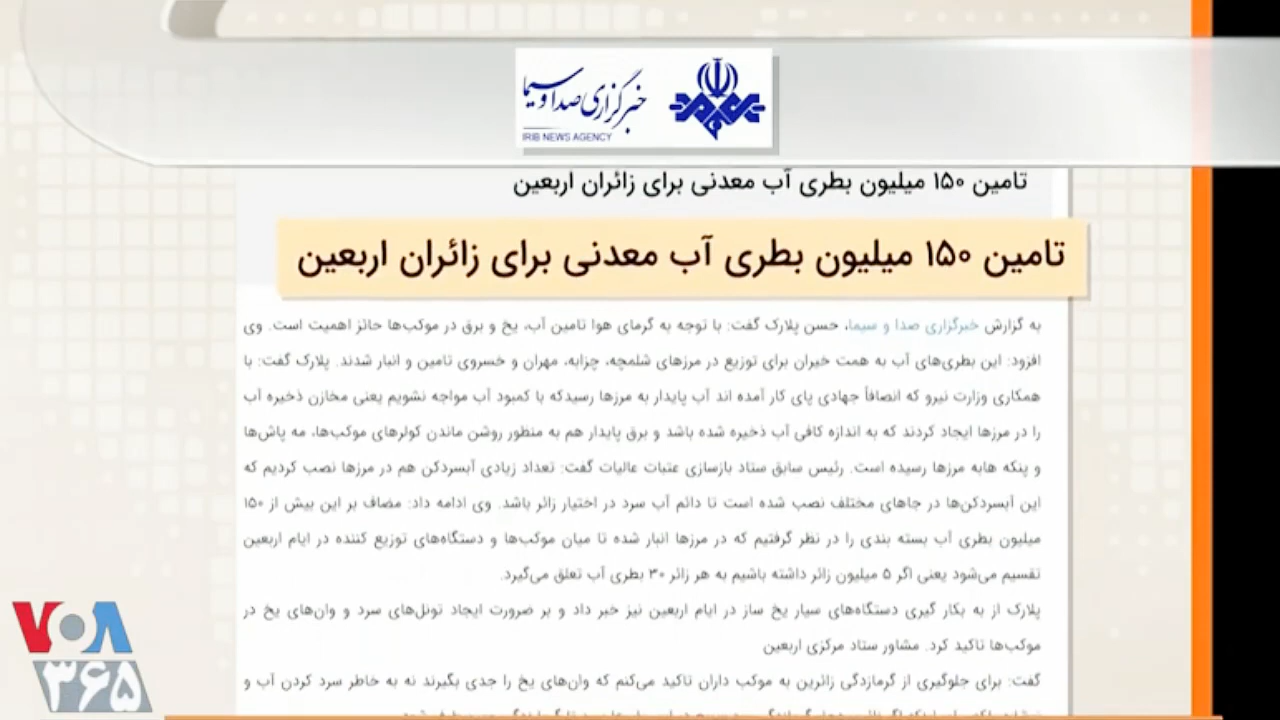 خبرگزاری صدا و سیما
IRIB NEWS AGENCY
تامین ۱۵۰ میلیون بطری آب معدنی برای زائران اربعین
تامین ۱۵۰ میلیون بطری آب معدنی برای زائران اربعین
به گزارش خبرگزاری صدا و سیما، حسن پلارک گفت: با توجه به گرمای هوا تامین آب، یخ و برق در موکب‌ها حائز اهمیت است. وی
افزود: این بطری‌های آب به همت خیران برای توزیع در مرزهای شلمچه، چزابه، مهران و خسروی تامین و انبار شدند. پلارک گفت: با
همکاری وزارت نیرو که انصافاً جهادی پای کار آمده اند آب پایدار به مرزها رسیدکه با کمبود آب مواجه نشویم یعنی مخازن ذخیره آب
را در مرزها ایجاد کردند که به اندازه کافی آب ذخیره شده باشد و برق پایدار هم به منظور روشن ماندن کولرهای موکب‌ها، مه پاش‌ها
و پنکه هابه مرزها رسیده است. رئیس سابق ستاد بازسازی عتبات عالیات گفت: تعداد زیادی آبسردکن هم در مرزها نصب کردیم که
این آبسردکن‌ها در جاهای مختلف نصب شده است تا دائم آب سرد در اختیار زائر باشد. وی ادامه داد: مضاف بر این بیش از ۱۵۰
میلیون بطری آب بسته بندی را در نظر گرفتیم که در مرزها انبار شده تا میان موکب‌ها و دستگاه‌های توزیع کننده در ایام اربعین
تقسیم می‌شود یعنی اگر ۵ میلیون زائر داشته باشیم به هر زائر ۳۰ بطری آب تعلق می‌گیرد.
پلارک از به بکار گیری دستگاه‌های سیار یخ ساز در ایام اربعین نیز خبر داد و بر ضرورت ایجاد تونل‌های سرد و وان‌های یخ در
موکب‌ها تاکید کرد. مشاور ستاد مرکزی اربعین
گفت: برای جلوگیری از گرمازدگی زائرین به موکب داران تاکید می‌کنم که وان‌های یخ را جدی بگیرند نه به خاطر سرد کردن آب و
VOA
۳۶۵